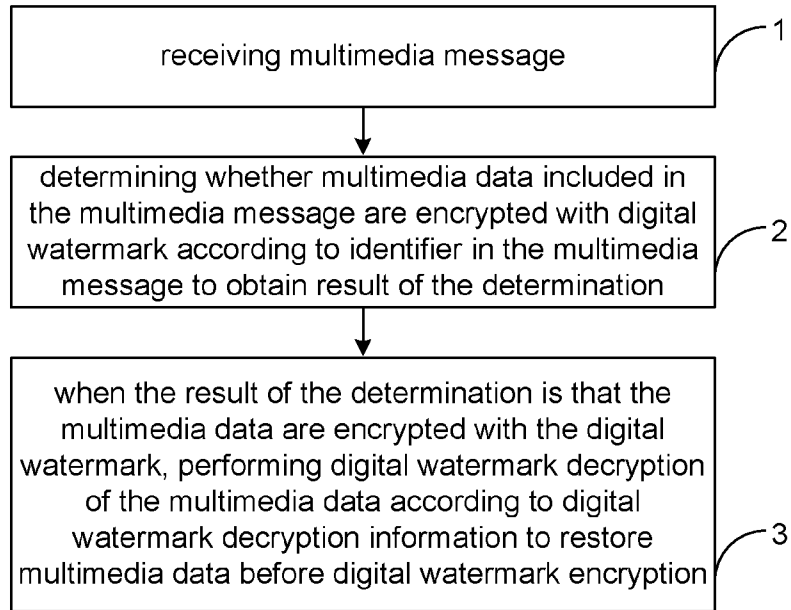 receiving multimedia message
1
determining whether multimedia data included in
the multimedia message are encrypted with digital
watermark according to identifier in the multimedia
message to obtain result of the determination
2
when the result of the determination is that the
multimedia data are encrypted with the digital
watermark, performing digital watermark decryption
of the multimedia data according to digital
watermark decryption information to restore
multimedia data before digital watermark encryption
3